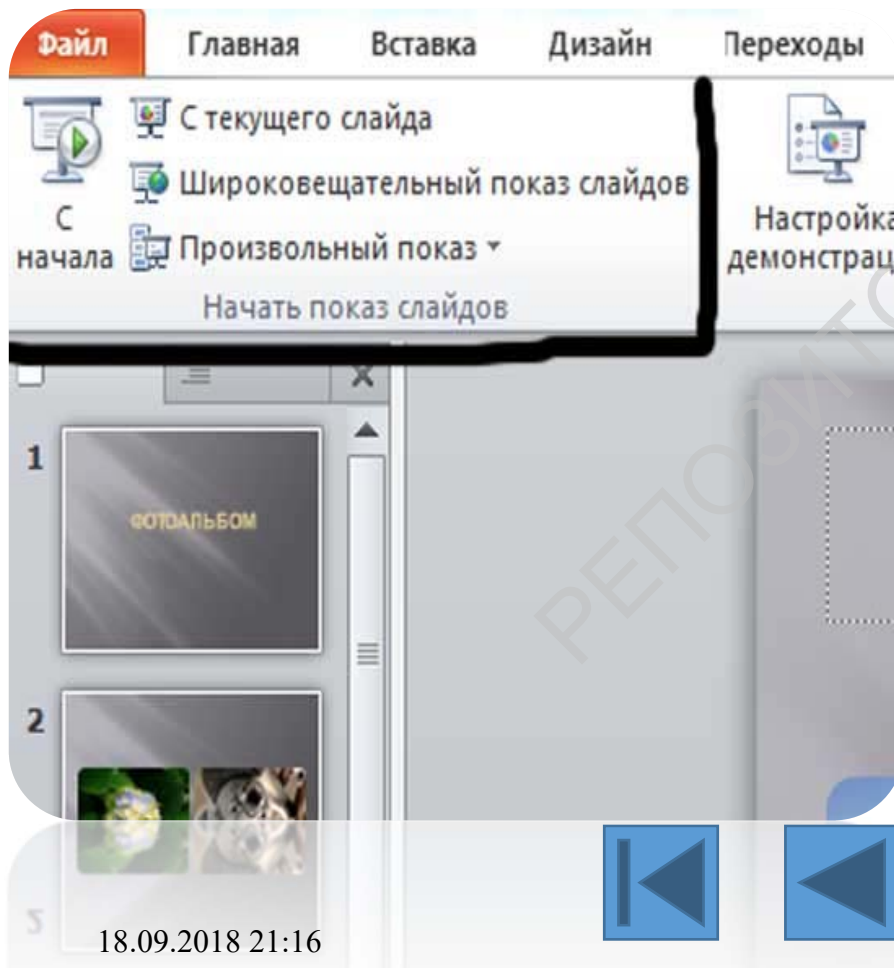 Файл Главная Вставка Дизайн Переходы
С текущего слайда
Широковещательный показ слайдов
С начала
Произвольный показ
Настройка демонстрац
Начать показ слайдов
1
ФОТОАЛЬБОМ
2
18.09.2018 21:16
РЕПОЗИТО